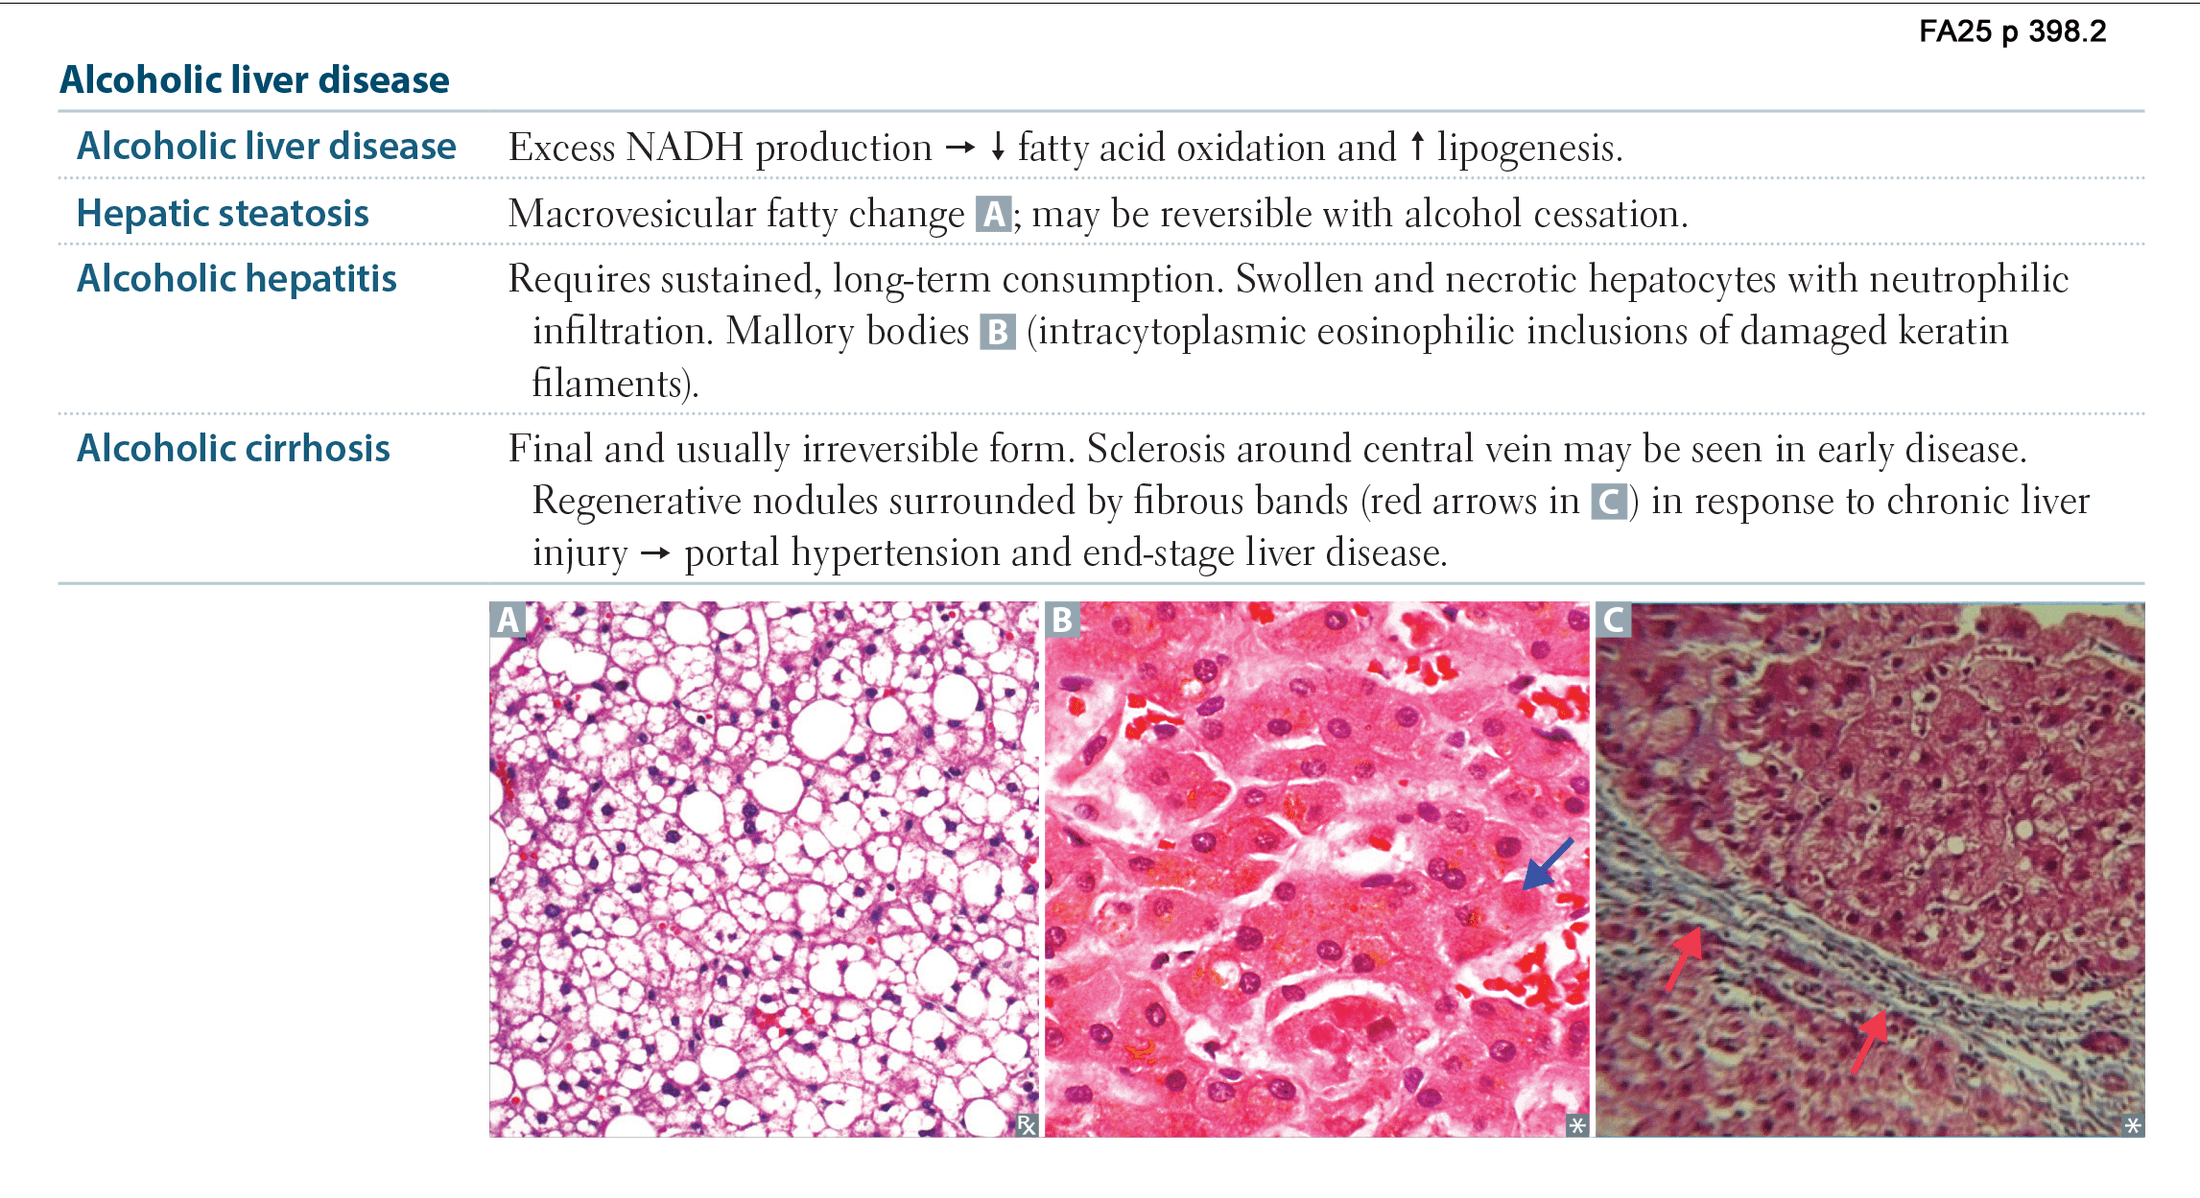 FA25 p 398.2
Alcoholic liver disease
Alcoholic liver disease Excess NADH production → ↓ fatty acid oxidation and ↑ lipogenesis.
Hepatic steatosis Macrovesicular fatty change A; may be reversible with alcohol cessation.
Alcoholic hepatitis Requires sustained, long-term consumption. Swollen and necrotic hepatocytes with neutrophilic
infiltration. Mallory bodies B (intracytoplasmic eosinophilic inclusions of damaged keratin
filaments).
Alcoholic cirrhosis Final and usually irreversible form. Sclerosis around central vein may be seen in early disease.
Regenerative nodules surrounded by fibrous bands (red arrows in C) in response to chronic liver
injury → portal hypertension and end-stage liver disease.
A B C
℞ * *